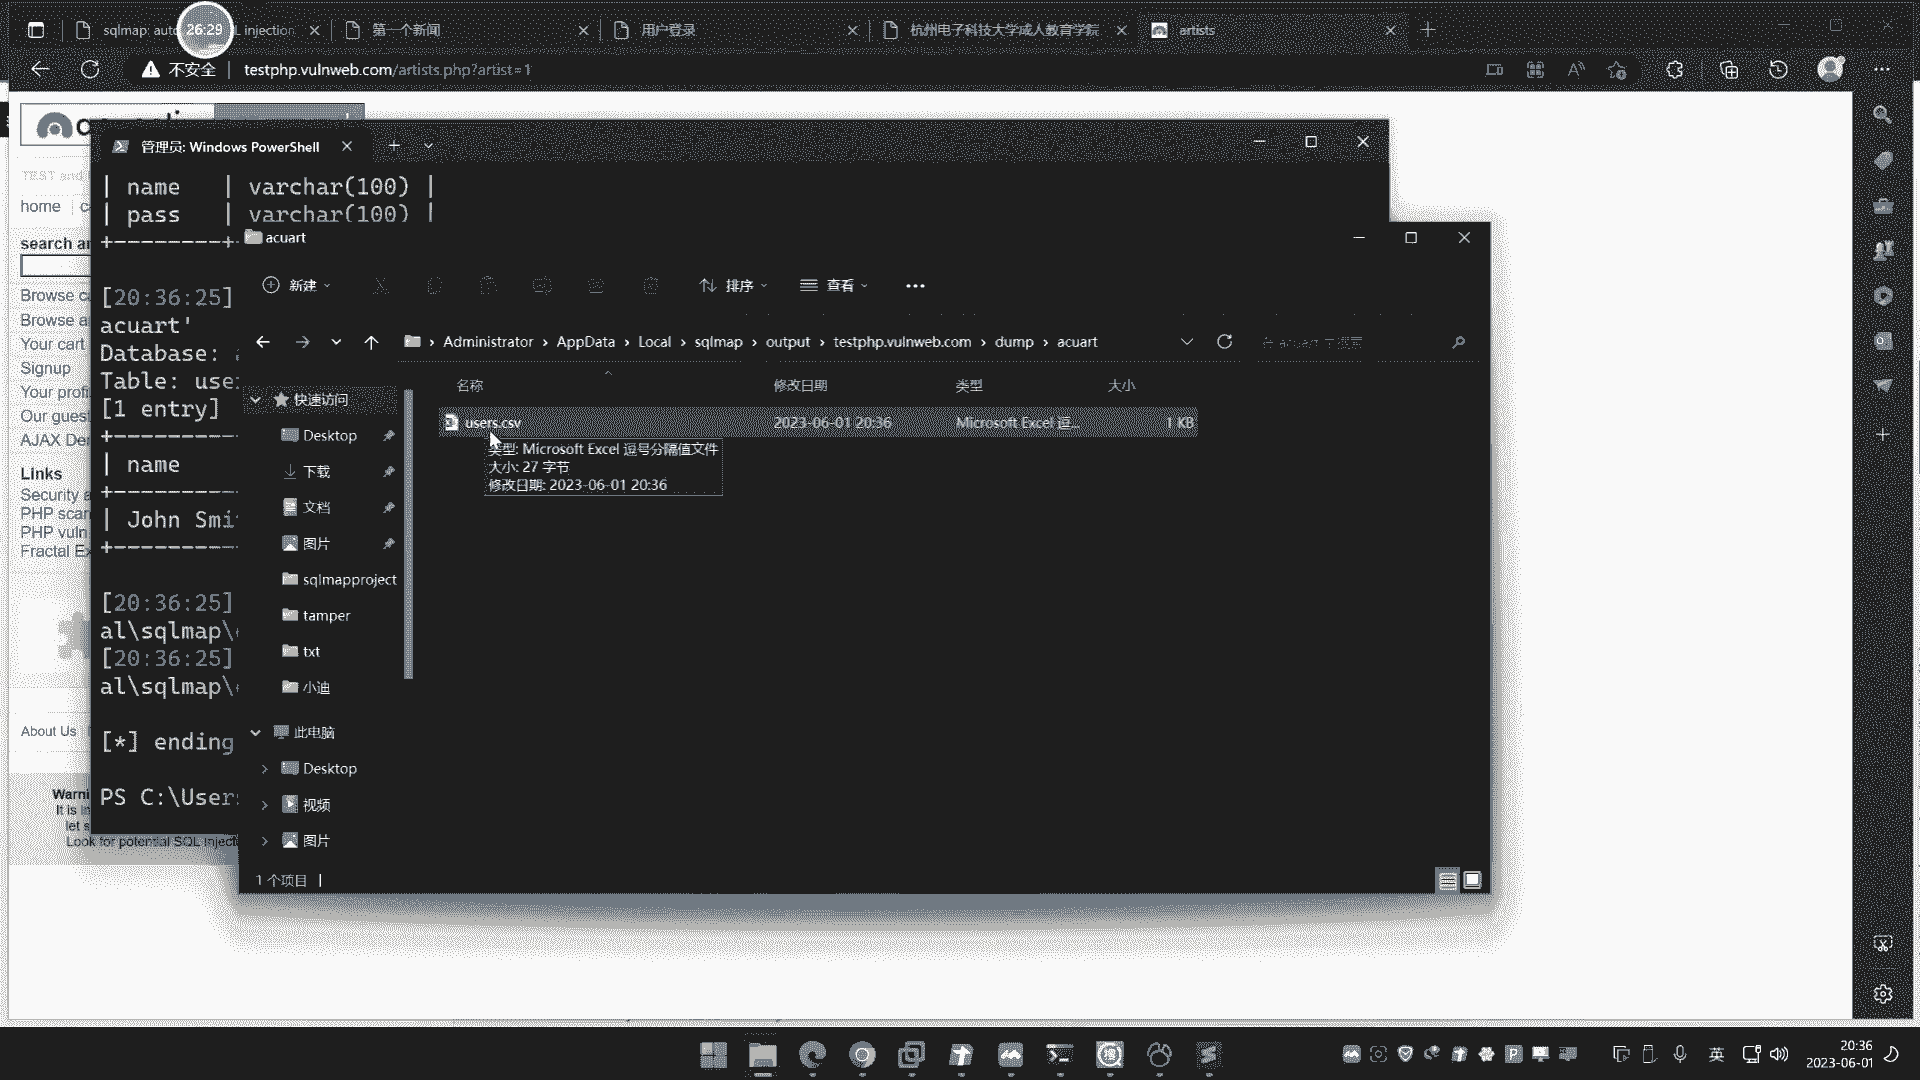 sqlmap: auto
26:29
L injection
第一个新闻
用户登录
杭州电子科技大学成人教育学院
artists
不安全
testphp.vulnweb.com/artists.php?artist=1
TEST and
home
search ar
Browse ca
Browse a
Your cart
Signup
Your profi
Our guest
AJAX De
Links
Security a
PHP scan
PHP vuln
Fractal Ex
About Us
Warni
It is in
let s
Look for potential SQL Inject
管理员: Windows PowerShell
| name | varchar(100) |
| pass | varchar(100) |
[20:36:25]
acuart'
Database:
Table: use
[1 entry]
| name
| John Smi
[20:36:25]
al\sqlmap\
[20:36:25]
al\sqlmap\
[*] ending
PS C:\User
acuart
新建
排序
查看
Administrator › AppData › Local › sqlmap › output › testphp.vulnweb.com › dump › acuart
在 acuart 中搜索
名称 修改日期 类型 大小
users.csv 2023-06-01 20:36 Microsoft Excel 逗... 1 KB
类型: Microsoft Excel 逗号分隔值文件
大小: 27 字节
修改日期: 2023-06-01 20:36
快速访问
Desktop
下载
文档
图片
sqlmapproject
tamper
txt
小迪
此电脑
Desktop
视频
图片
1 个项目
英
20:36
2023-06-01